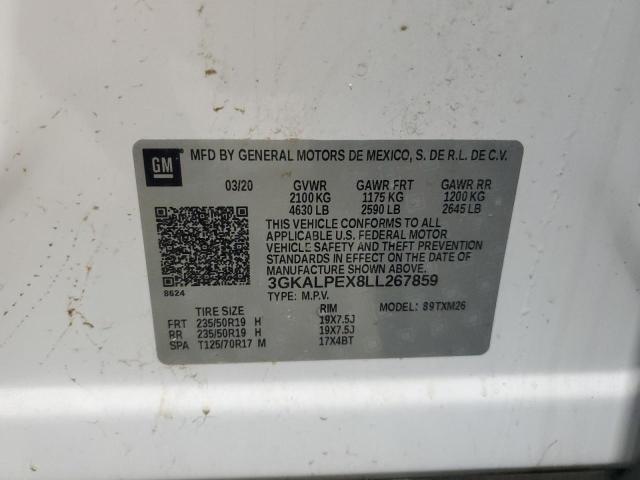 GM MFD BY GENERAL MOTORS DE MEXICO, S. DE R.L. DE C.V.
03/20 GVWR GAWR FRT GAWR RR
2100 KG 1175 KG 1200 KG
4630 LB 2590 LB 2645 LB
THIS VEHICLE CONFORMS TO ALL
APPLICABLE U.S. FEDERAL MOTOR
VEHICLE SAFETY AND THEFT PREVENTION
STANDARDS IN EFFECT ON THE DATE OF
MANUFACTURE SHOWN ABOVE.
3GKALPEX8LL267859
8624 TYPE: M.P.V.
TIRE SIZE RIM MODEL: 89TXM26
FRT 235/50R19 H 19X7.5J
RR 235/50R19 H 19X7.5J
SPA T125/70R17 M 17X4BT